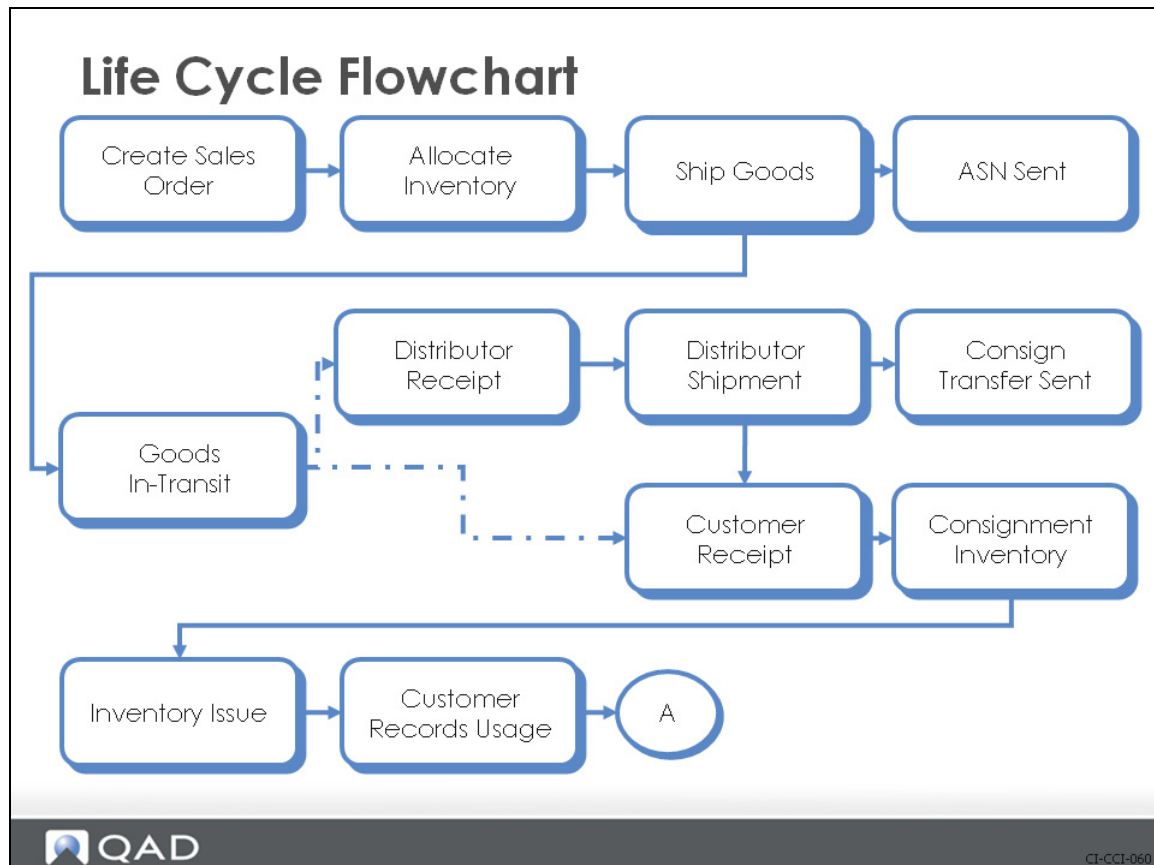 Life Cycle Flowchart
Create Sales
Order
Allocate
Inventory
Ship Goods
ASN Sent
Distributor
Receipt
Distributor
Shipment
Consign
Transfer Sent
Goods
In-Transit
Customer
Receipt
Consignment
Inventory
Inventory Issue
Customer
Records Usage
A
QAD
CI-CCI-060